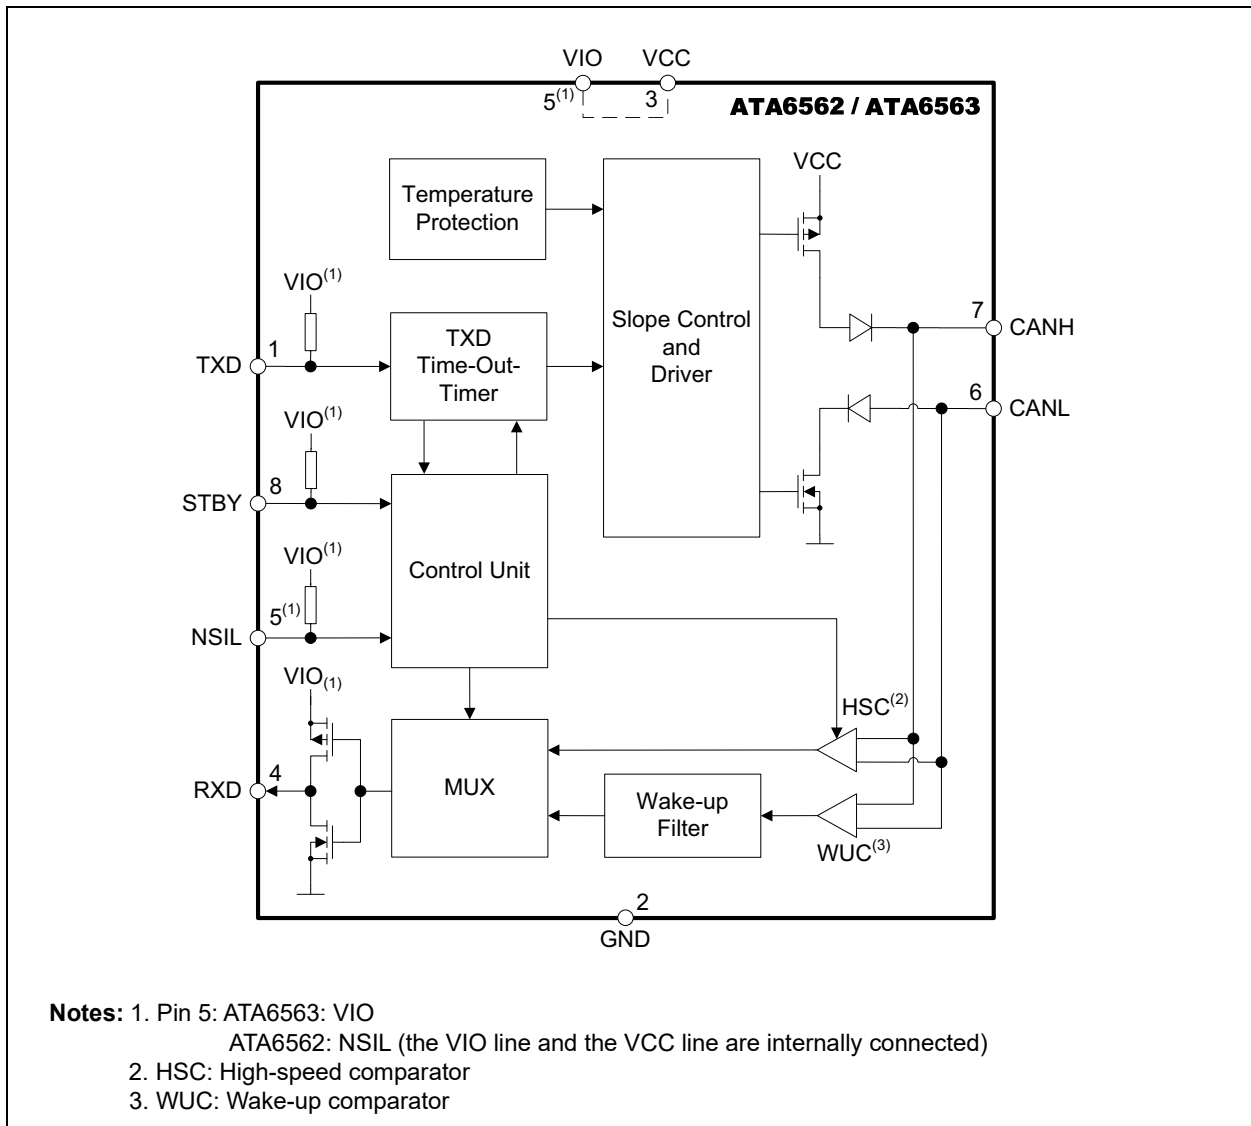 VIO VCC
5(1) 3 ATA6562 / ATA6563
VCC
Temperature
Protection
VIO(1)
7
Slope Control
and
Driver
CANH
TXD
Time-Out-
Timer
1
TXD
6
CANL
VIO(1)
8
STBY
VIO(1)
Control Unit
5(1)
NSIL
VIO(1)
HSC(2)
4
RXD
MUX
Wake-up
Filter
WUC(3)
2
GND
Notes: 1. Pin 5: ATA6563: VIO
ATA6562: NSIL (the VIO line and the VCC line are internally connected)
2. HSC: High-speed comparator
3. WUC: Wake-up comparator